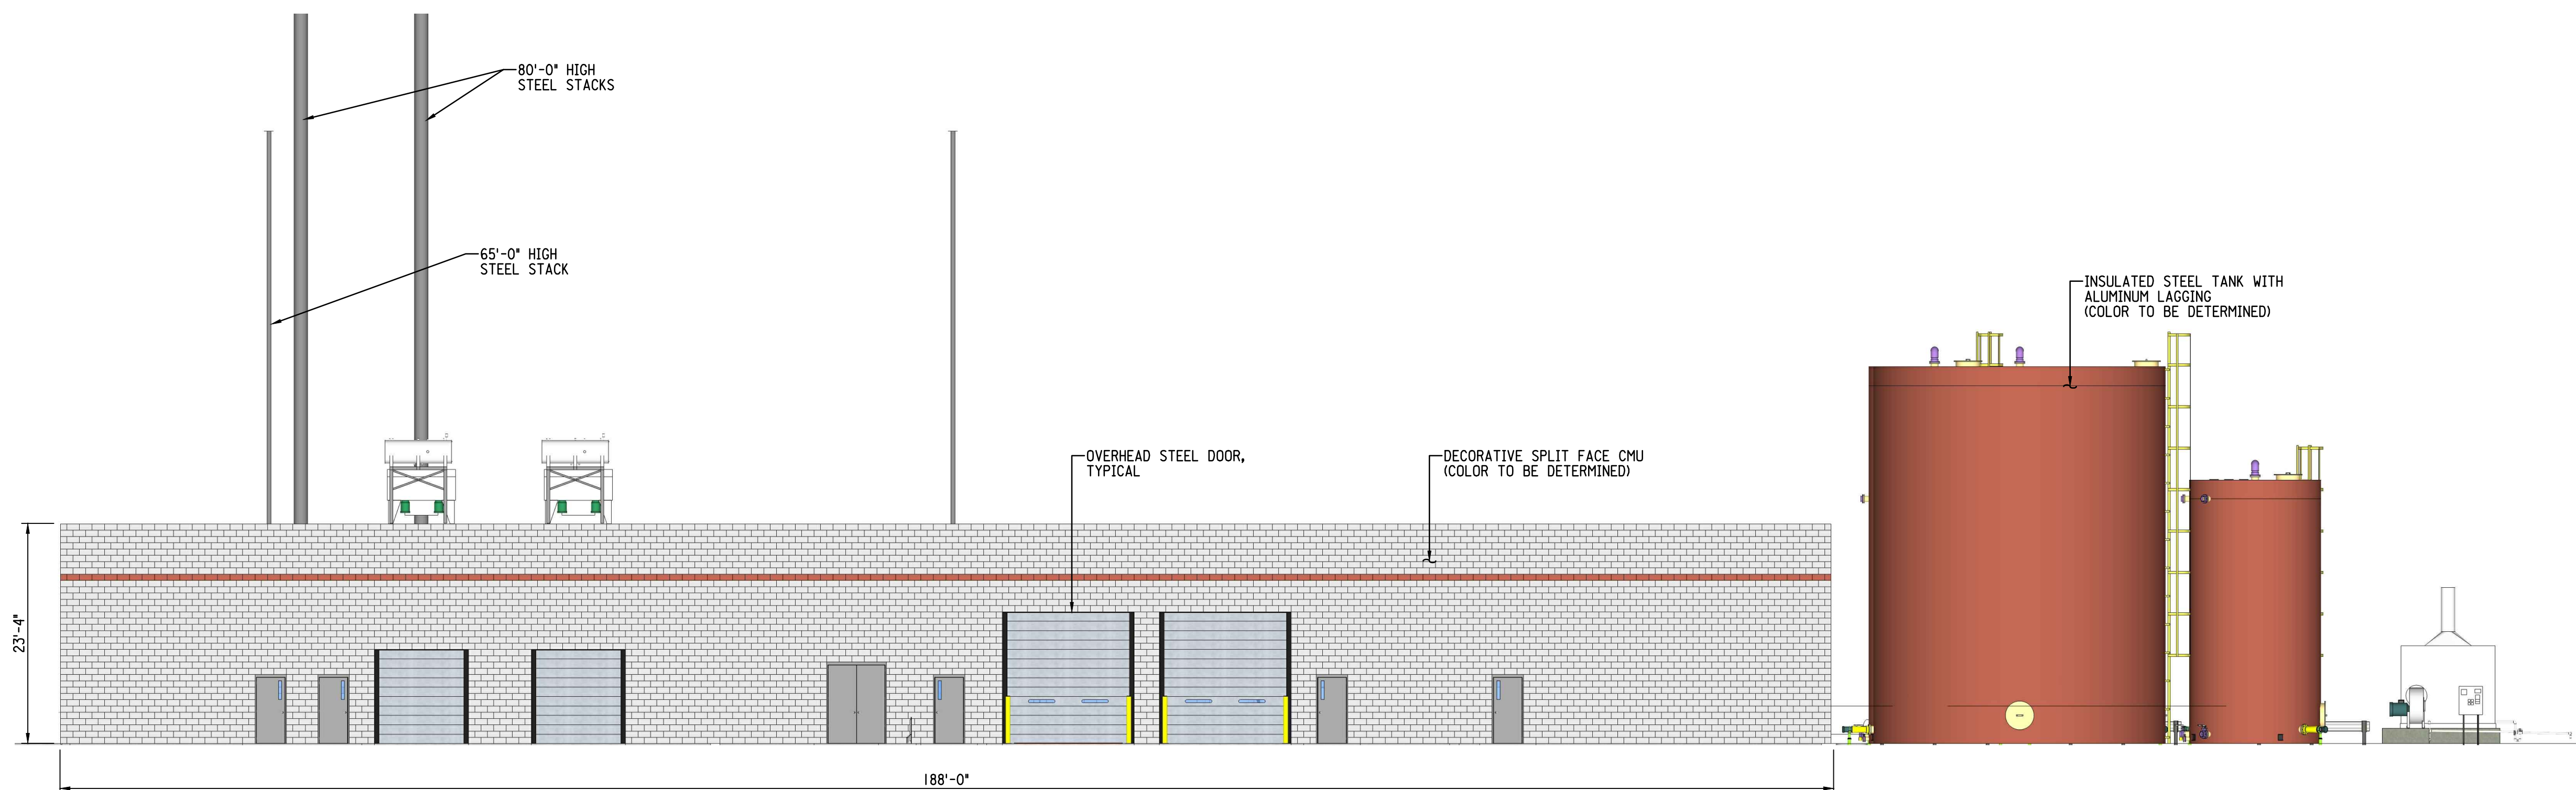 80'-0" HIGH
STEEL STACKS
65'-0" HIGH
STEEL STACK
INSULATED STEEL TANK WITH
ALUMINUM LAGGING
(COLOR TO BE DETERMINED)
OVERHEAD STEEL DOOR,
TYPICAL
DECORATIVE SPLIT FACE CMU
(COLOR TO BE DETERMINED)
23'-4"
188'-0"